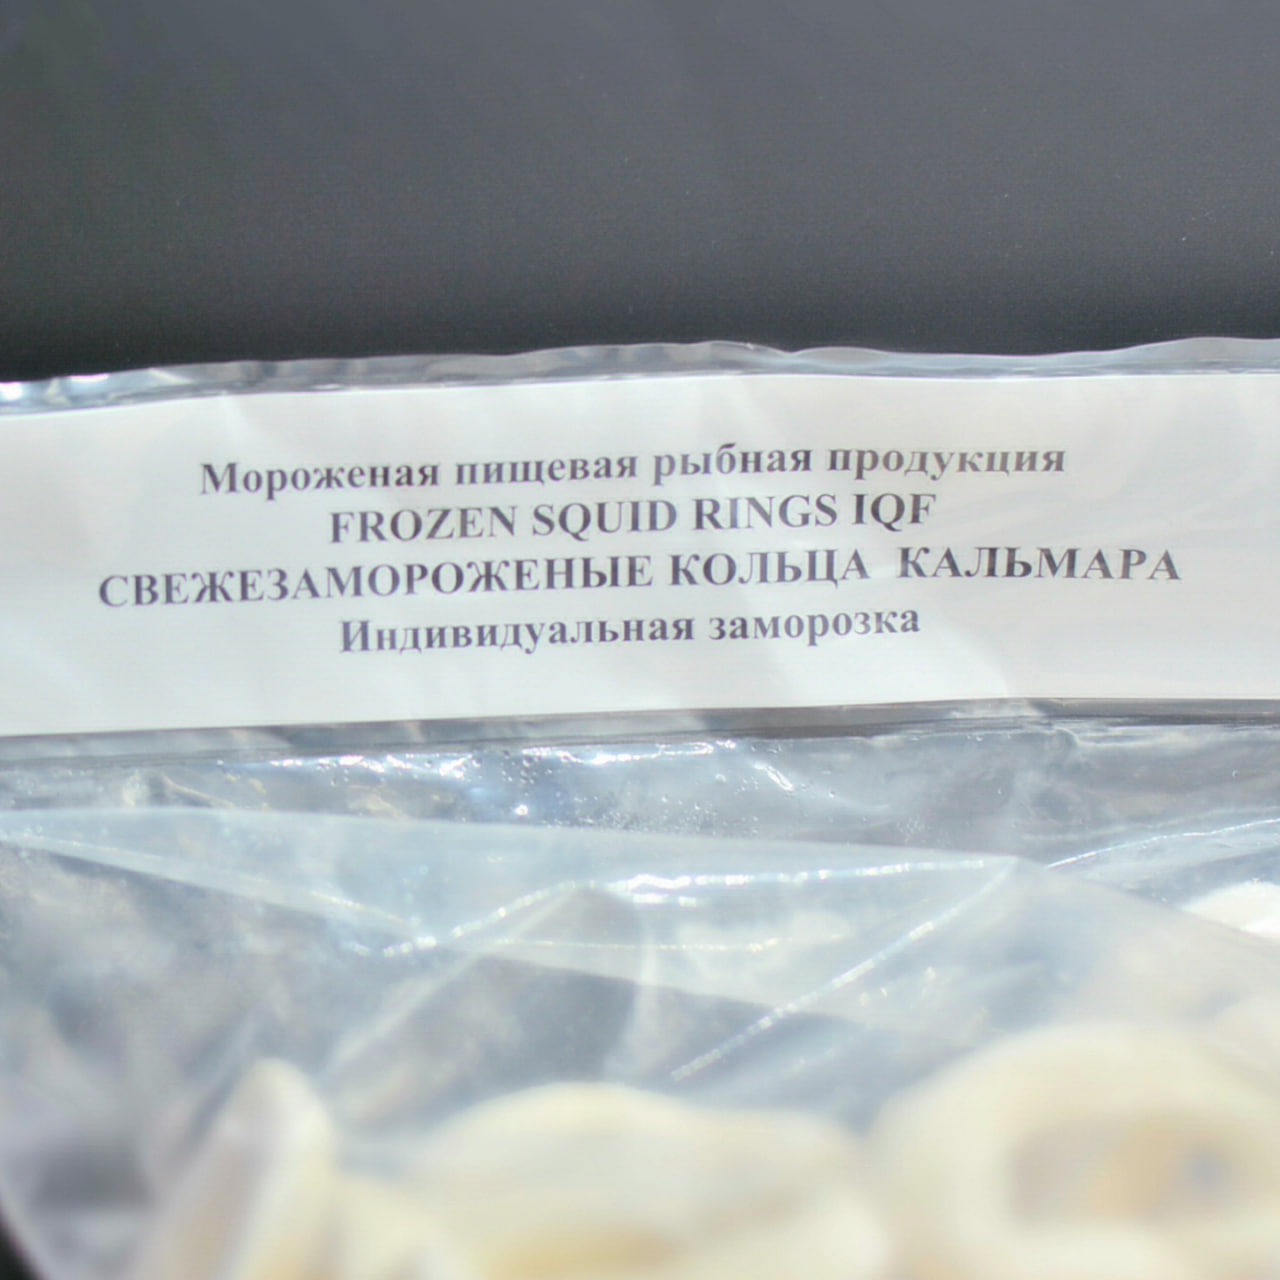 Мороженая пищевая рыбная продукция
FROZEN SQUID RINGS IQF
СВЕЖЕЗАМОРОЖЕНЫЕ КОЛЬЦА КАЛЬМАРА
Индивидуальная заморозка